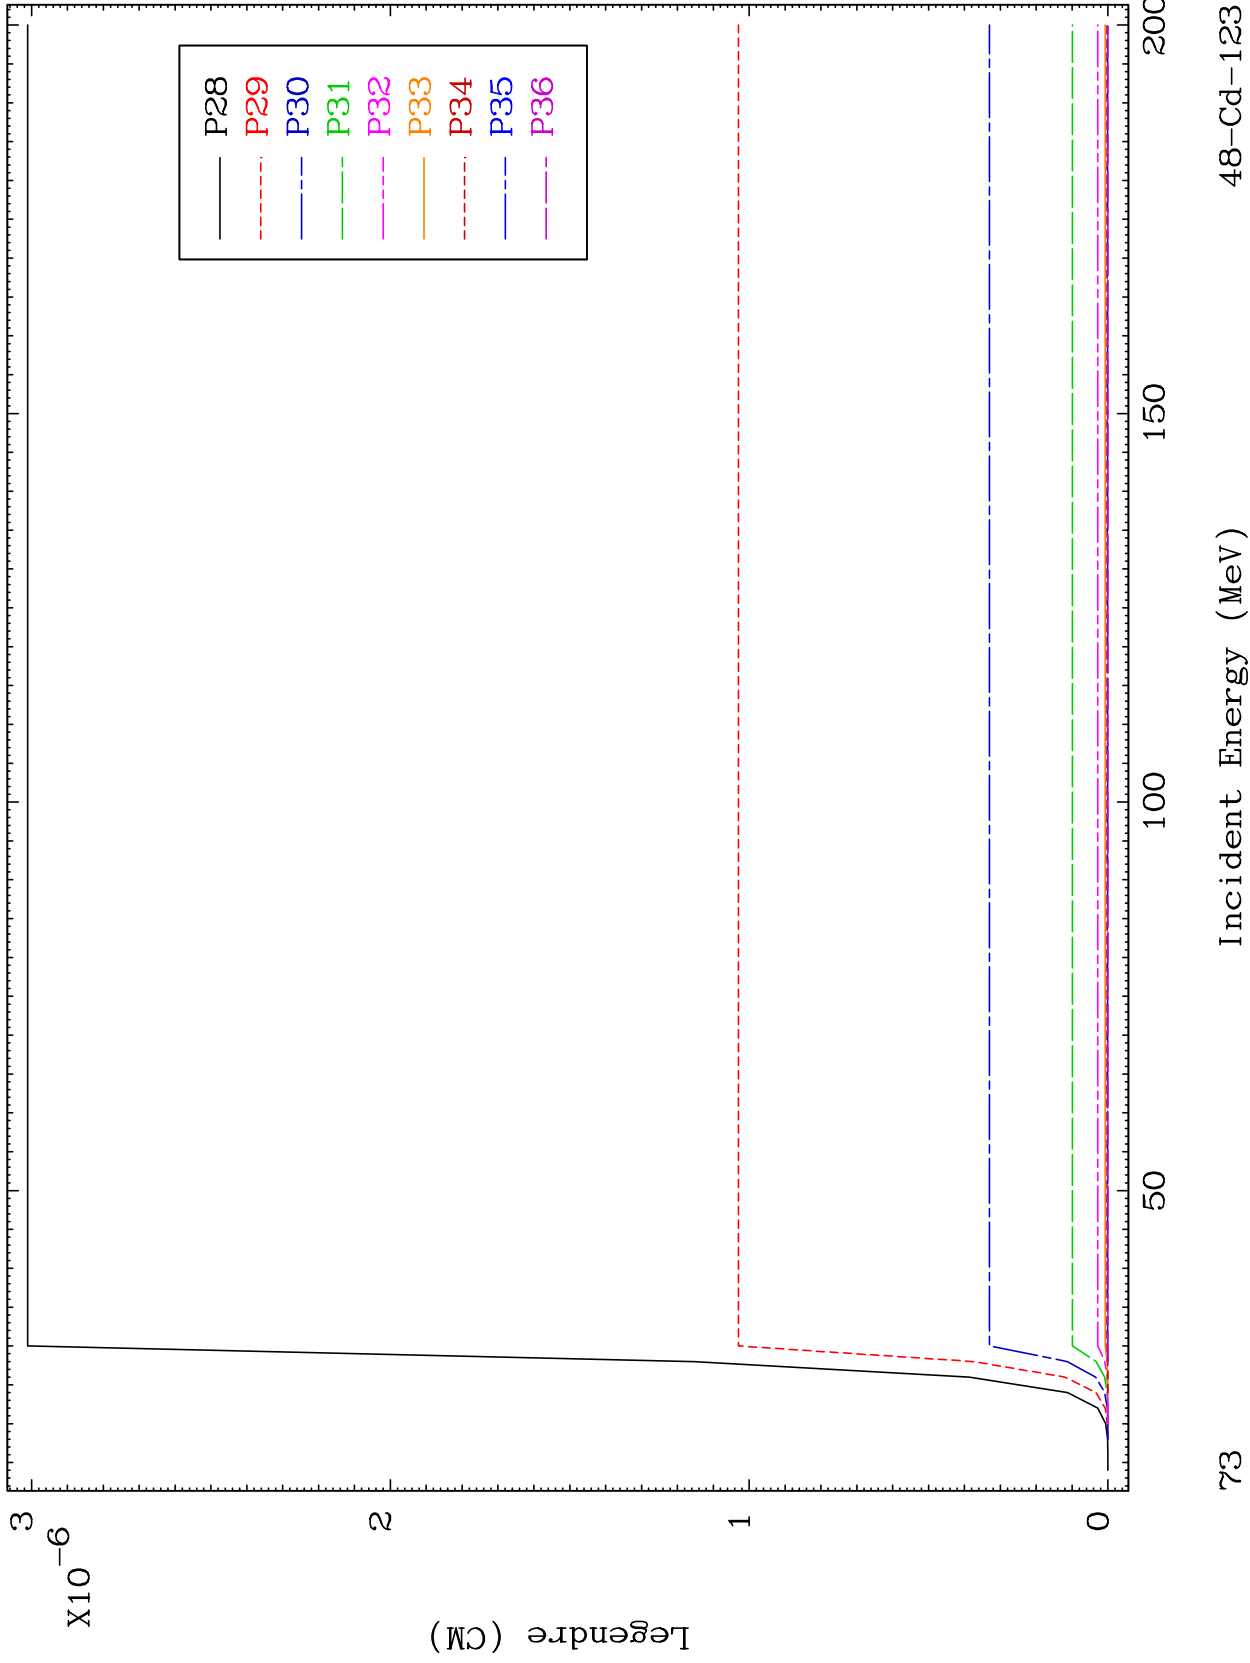 P28
P29
P30
P31
P32
P33
P34
P35
P36
3
2
1
0
X10^-6
Legendre (CM)
50
100
150
200
Incident Energy (MeV)
73
48-Cd-123